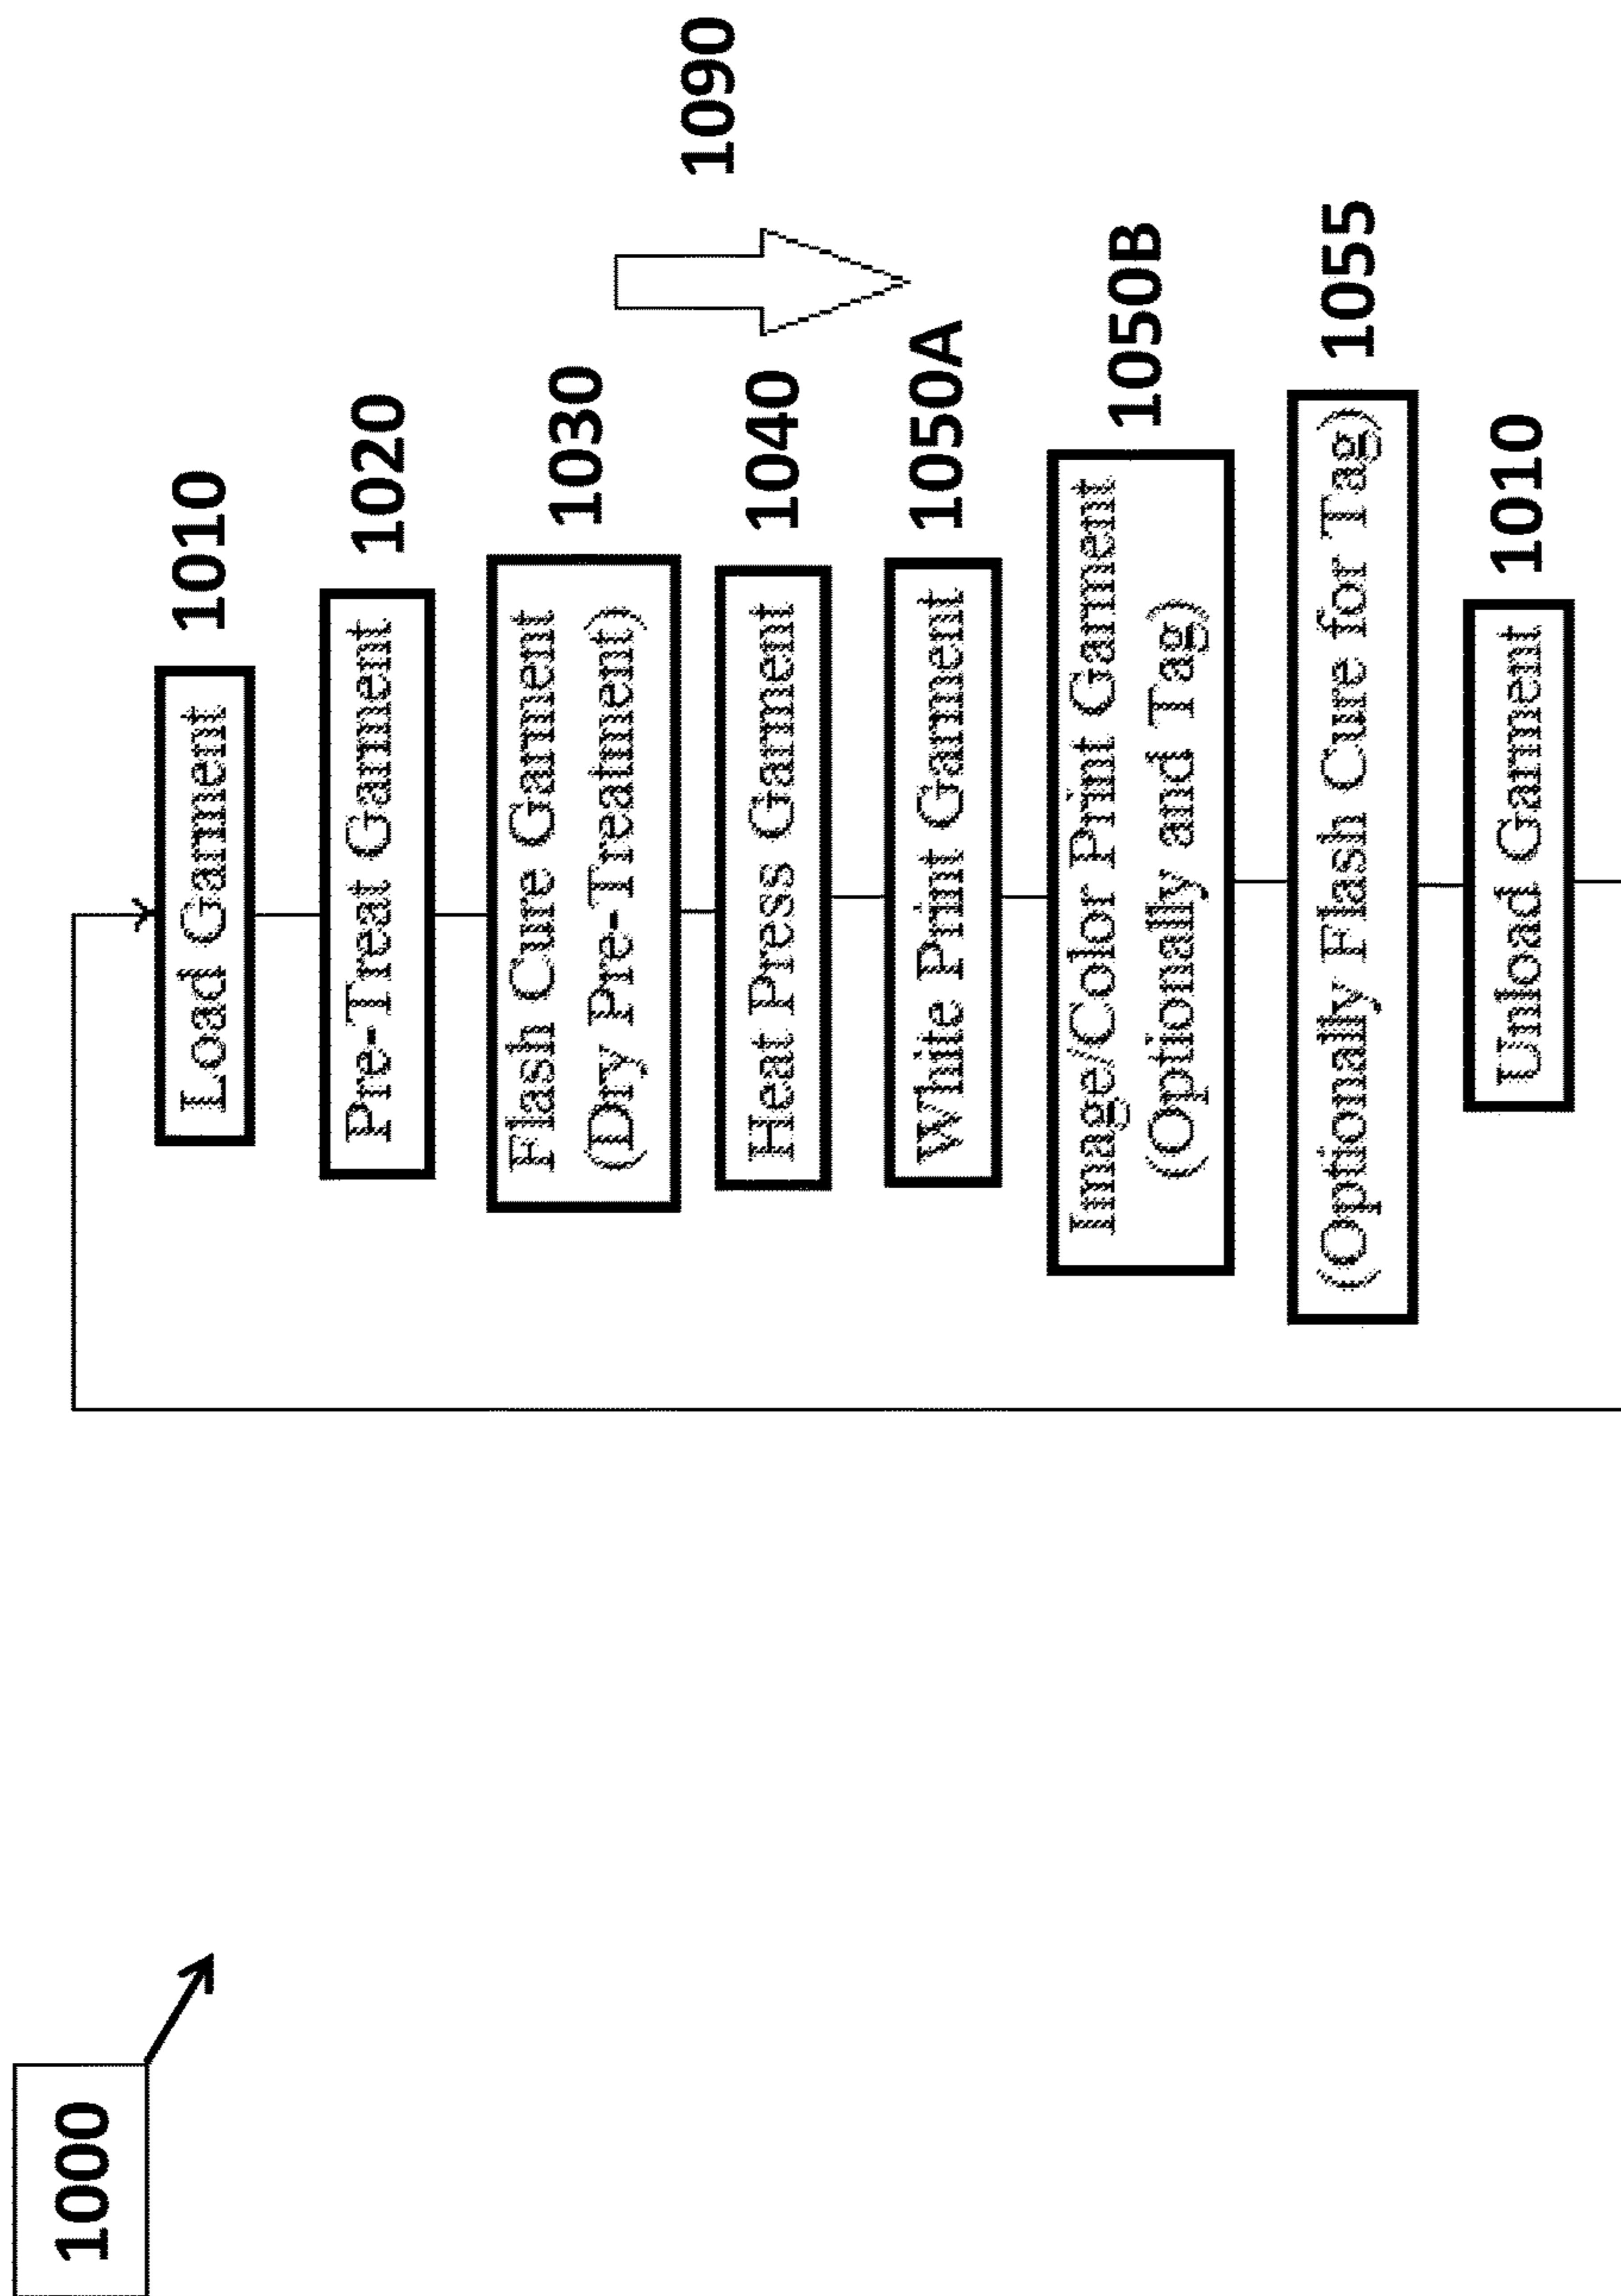 1000
Load Garment
1010
Pre-Treat Garment
1020
Flash Cure Garment
(Dry Pre-Treatment)
1030
1090
Heat Press Garment
1040
White Print Garment
1050A
Image/Color Print Garment
(Optionally and Tag)
1050B
(Optionally Flash Cure for Tag)
1055
Unload Garment
1010